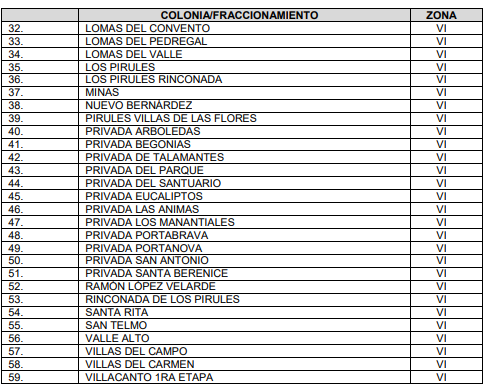 COLONIA/FRACCIONAMIENTO ZONA
32. LOMAS DEL CONVENTO VI
33. LOMAS DEL PEDREGAL VI
34. LOMAS DEL VALLE VI
35. LOS PIRULES VI
36. LOS PIRULES RINCONADA VI
37. MINAS VI
38. NUEVO BERNÁRDEZ VI
39. PIRULES VILLAS DE LAS FLORES VI
40. PRIVADA ARBOLEDAS VI
41. PRIVADA BEGONIAS VI
42. PRIVADA DE TALAMANTES VI
43. PRIVADA DEL PARQUE VI
44. PRIVADA DEL SANTUARIO VI
45. PRIVADA EUCALIPTOS VI
46. PRIVADA LAS ANIMAS VI
47. PRIVADA LOS MANANTIALES VI
48. PRIVADA PORTABRAVA VI
49. PRIVADA PORTANOVA VI
50. PRIVADA SAN ANTONIO VI
51. PRIVADA SANTA BERENICE VI
52. RAMÓN LÓPEZ VELARDE VI
53. RINCONADA DE LOS PIRULES VI
54. SANTA RITA VI
55. SAN TELMO VI
56. VALLE ALTO VI
57. VILLAS DEL CAMPO VI
58. VILLAS DEL CARMEN VI
59. VILLACANTO 1RA ETAPA VI